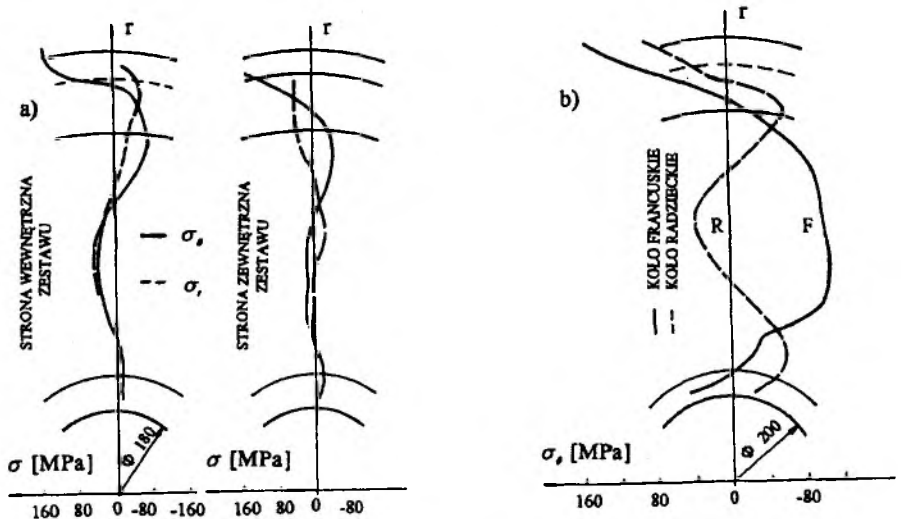 a)
r
STRONA WEWNĘTRZNA
ZESTAWU
σθ
σr
σ [MPa]
Φ 180
160 80 0 -80 -160
r
STRONA ZEWNĘTRZNA
ZESTAWU
σ [MPa]
160 80 0 -80
b)
r
KOŁO FRANCUSKIE
KOŁO RADZIECKIE
R
F
σθ [MPa]
Φ 200
160 80 0 -80